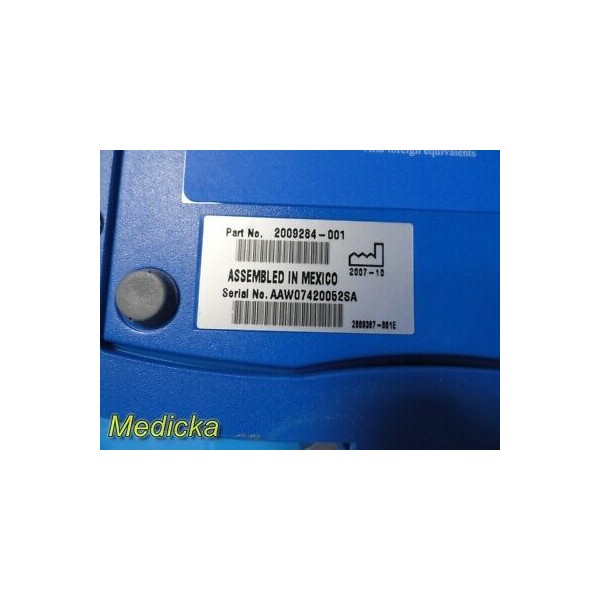 And foreign equivalents
Part No. 2009284-001
2007-10
ASSEMBLED IN MEXICO
Serial No. AAW07420052SA
2009367-001E
Medicka